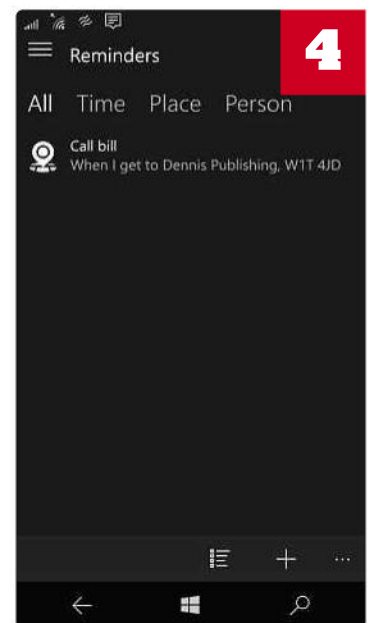 4
Reminders
All Time Place Person
Call bill
When I get to Dennis Publishing, W1T 4JD